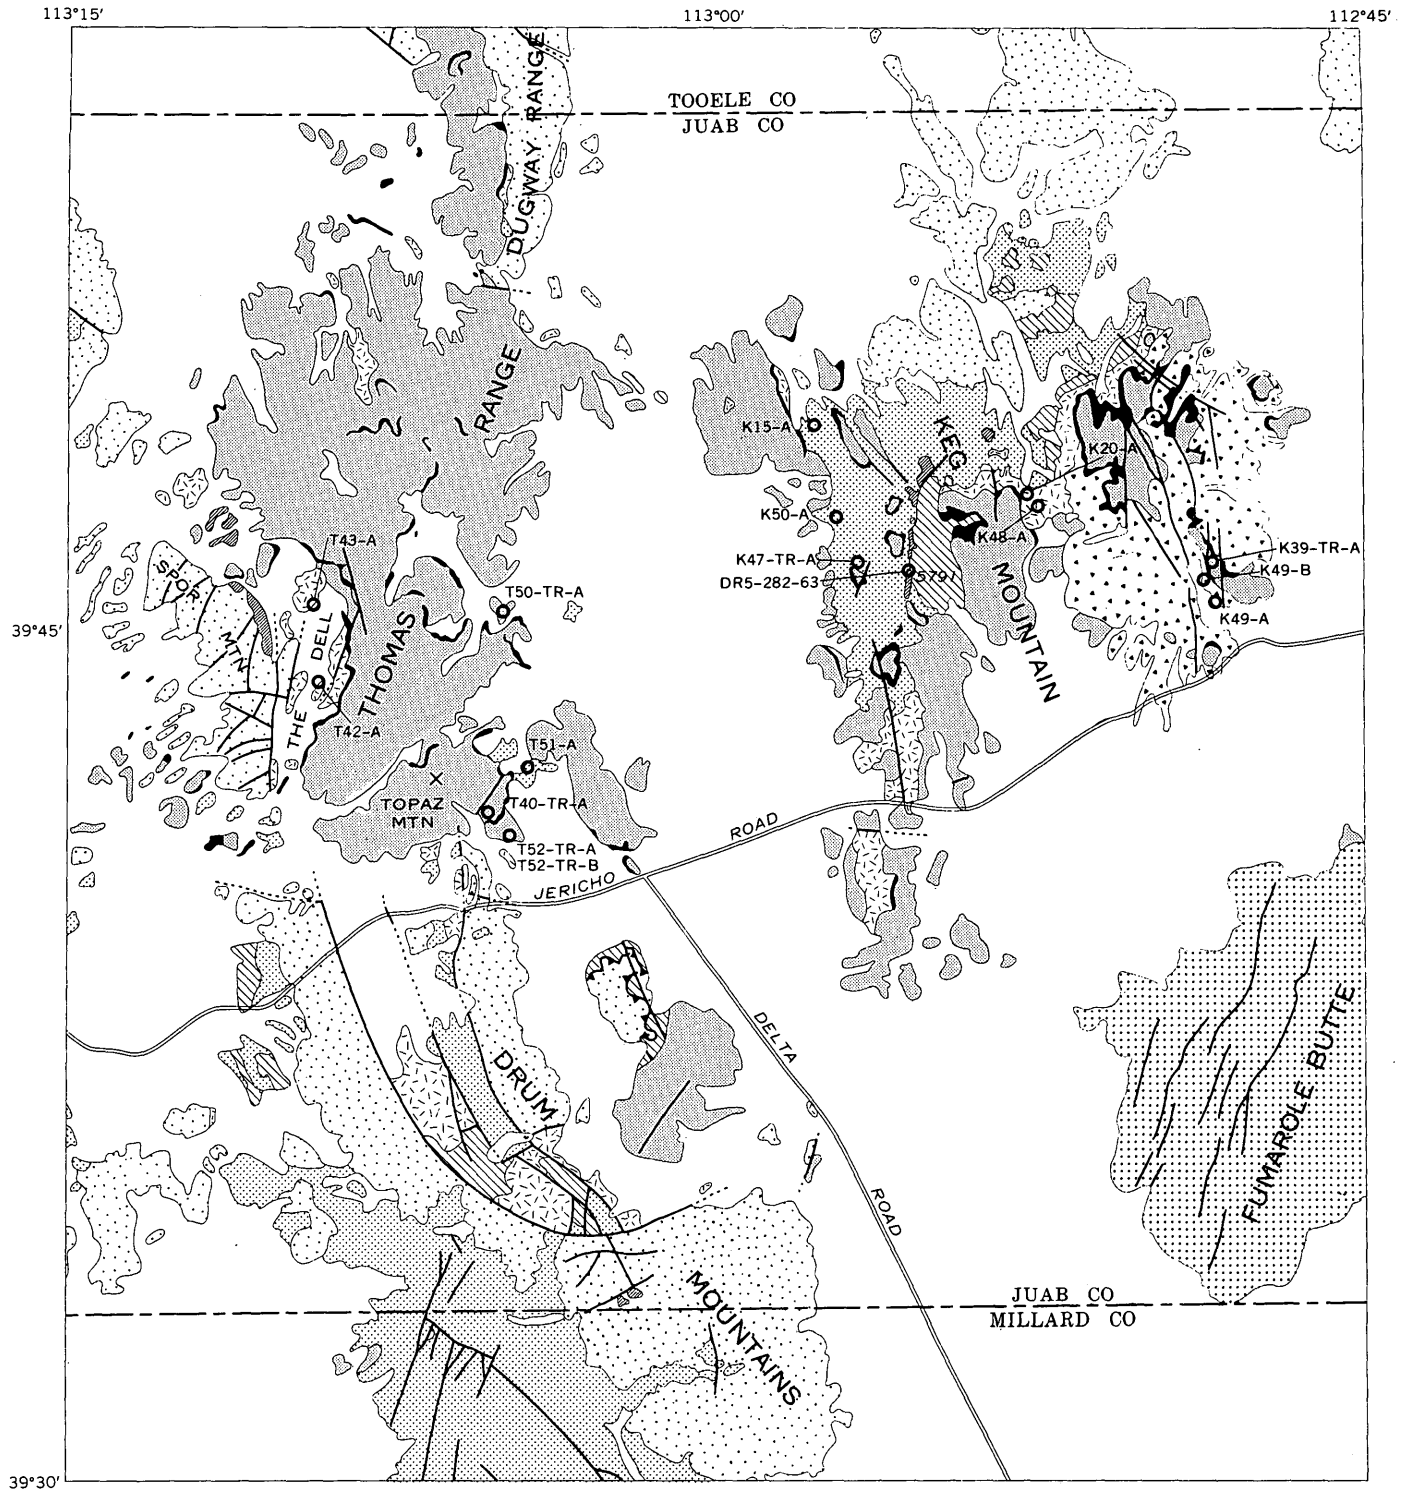 113°15'
113°00'
112°45'
TOOELE CO
JUAB CO
DUGWAY RANGE
RANGE
KEG
K15-A
K20-A
K50-A
K48-A
T43-A
K47-TR-A
K39-TR-A
DR5-282-63
5791
K49-B
SPOR
MTN
T50-TR-A
K49-A
39°45'
THE DELL
THOMAS
MOUNTAIN
T42-A
T51-A
TOPAZ
MTN
T40-TR-A
T52-TR-A
T52-TR-B
JERICHO
ROAD
DELTA
ROAD
DRUM
MOUNTAINS
FUMAROLE BUTTE
JUAB CO
MILLARD CO
39°30'